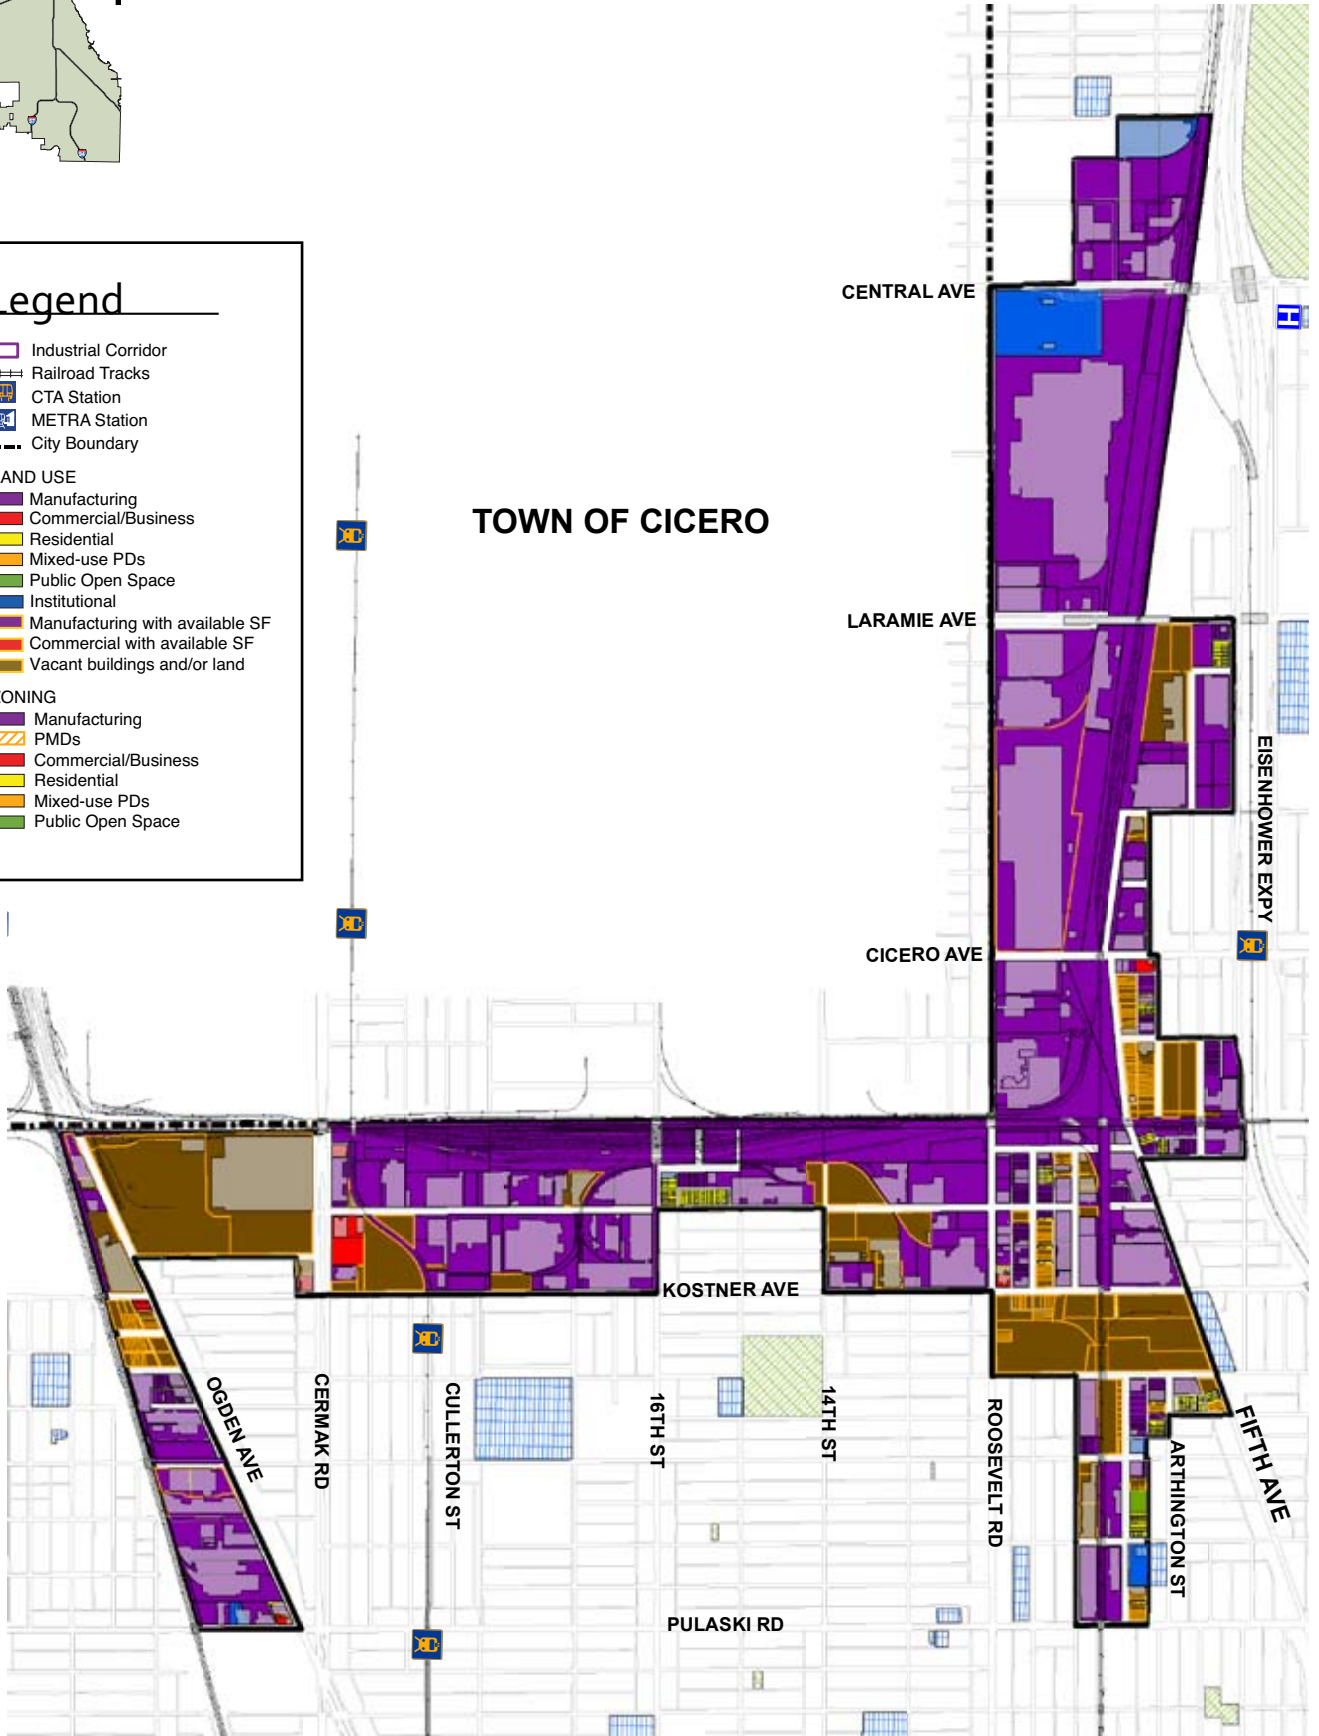 Legend
Industrial Corridor
Railroad Tracks
CTA Station
METRA Station
City Boundary
AND USE
Manufacturing
Commercial/Business
Residential
Mixed-use PDs
Public Open Space
Institutional
Manufacturing with available SF
Commercial with available SF
Vacant buildings and/or land
ONING
Manufacturing
PMDs
Commercial/Business
Residential
Mixed-use PDs
Public Open Space
CENTRAL AVE
H
TOWN OF CICERO
LARAMIE AVE
EISENHOWER EXPY
CICERO AVE
KOSTNER AVE
OGDEN AVE
CERMAK RD
CULLERTON ST
16TH ST
14TH ST
ROOSEVELT RD
ARTHINGTON ST
FIFTH AVE
PULASKI RD